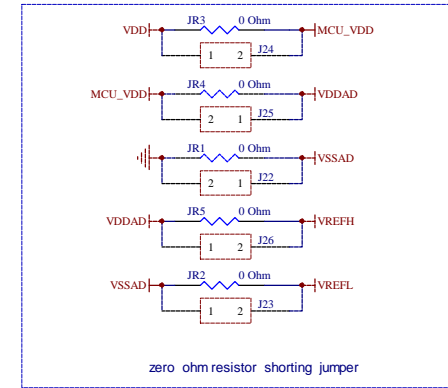 JR3 0 Ohm
VDD MCU_VDD
1 2 J24
JR4 0 Ohm
MCU_VDD VDDAD
2 1 J25
JR1 0 Ohm
VSSAD
2 1 J22
JR5 0 Ohm
VDDAD VREFH
1 2 J26
JR2 0 Ohm
VSSAD VREFL
1 2 J23
zero ohm resistor shorting jumper